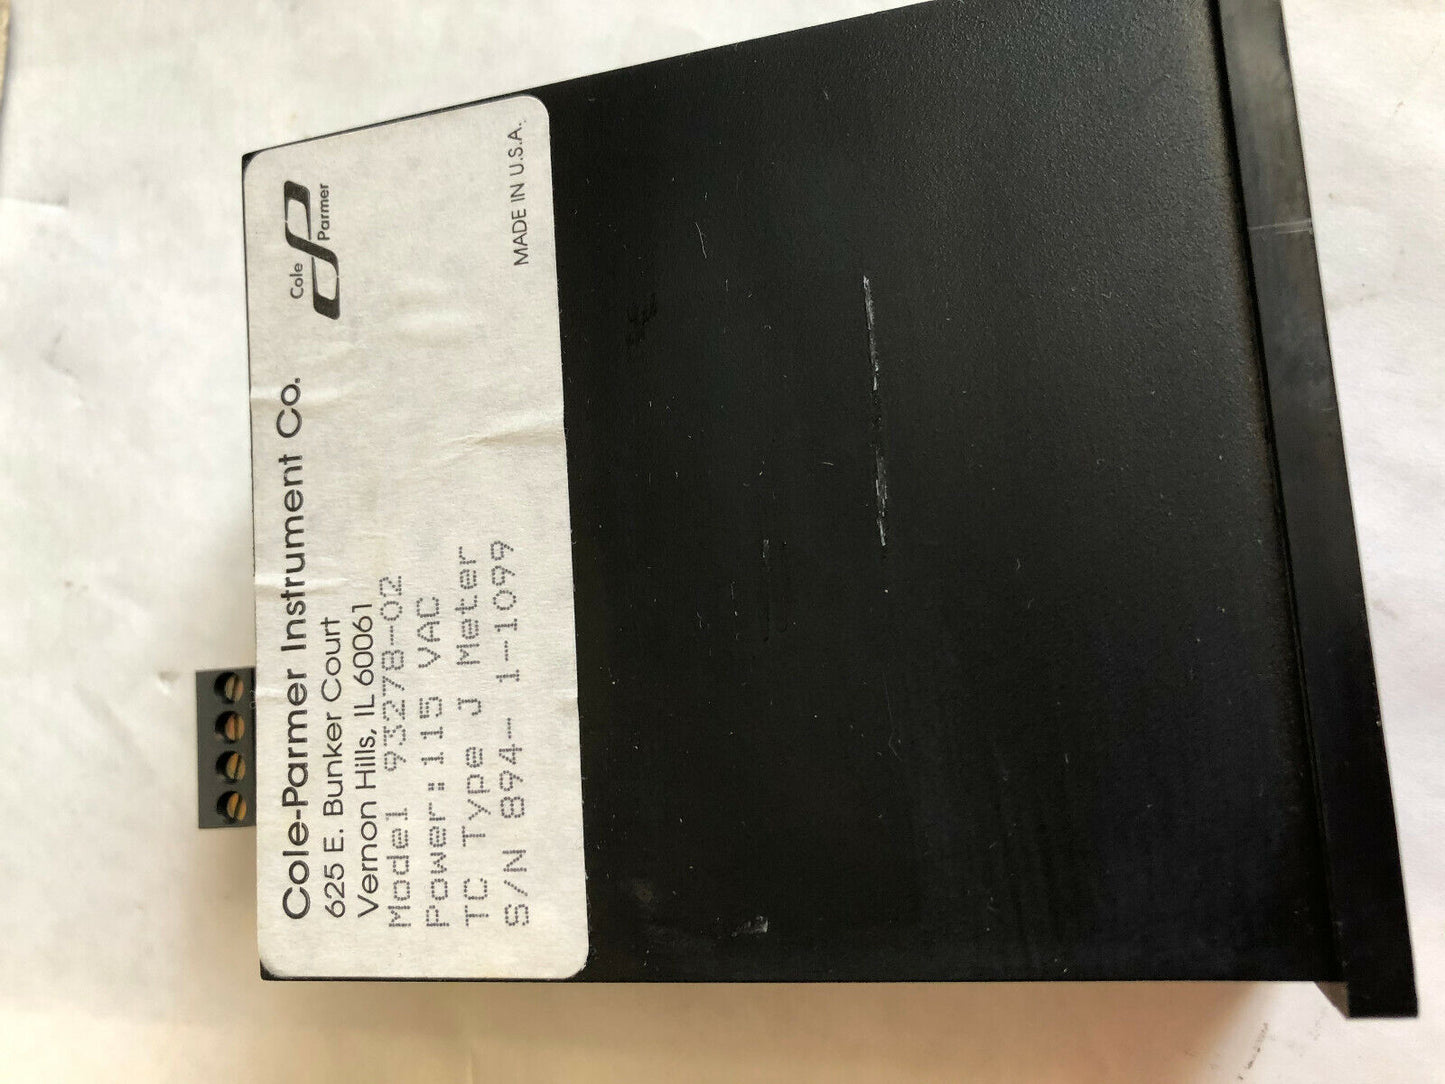 Cole
Parmer
Cole-Parmer Instrument Co.
625 E. Bunker Court
Vernon Hills, IL 60061
Model 93278-02
Power:115 VAC
TC Type J Meter
S/N 894- 1-1099
MADE IN U.S.A.